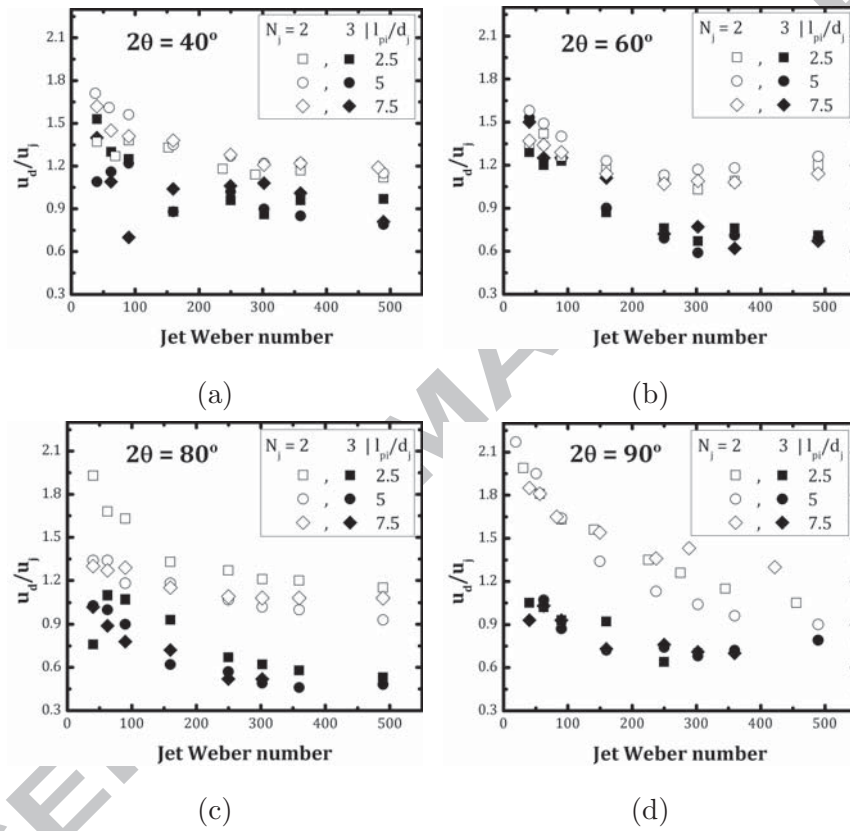 2θ = 40°
N_j = 2 3 | l_pi/d_j
, 2.5
, 5
, 7.5
2.1
1.8
1.5
1.2
0.9
0.6
0.3
u_d/u_j
0 100 200 300 400 500
Jet Weber number
(a)
2θ = 60°
N_j = 2 3 | l_pi/d_j
, 2.5
, 5
, 7.5
2.1
1.8
1.5
1.2
0.9
0.6
0.3
u_d/u_j
0 100 200 300 400 500
Jet Weber number
(b)
2θ = 80°
N_j = 2 3 | l_pi/d_j
, 2.5
, 5
, 7.5
2.1
1.8
1.5
1.2
0.9
0.6
0.3
u_d/u_j
0 100 200 300 400 500
Jet Weber number
(c)
2θ = 90°
N_j = 2 3 | l_pi/d_j
, 2.5
, 5
, 7.5
2.1
1.8
1.5
1.2
0.9
0.6
0.3
u_d/u_j
0 100 200 300 400 500
Jet Weber number
(d)